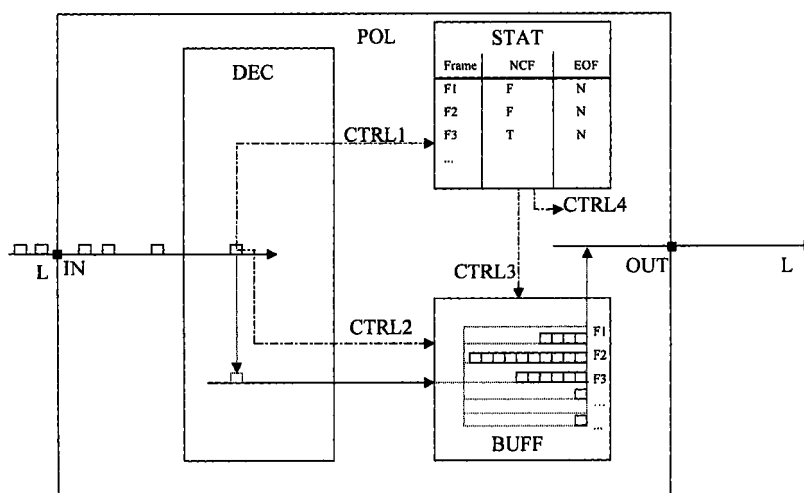 POL
STAT
DEC
Frame NCF EOF
F1 F N
F2 F N
F3 T N
...
CTRL1
CTRL4
L IN
CTRL3
OUT L
CTRL2
F1
F2
F3
...
...
BUFF